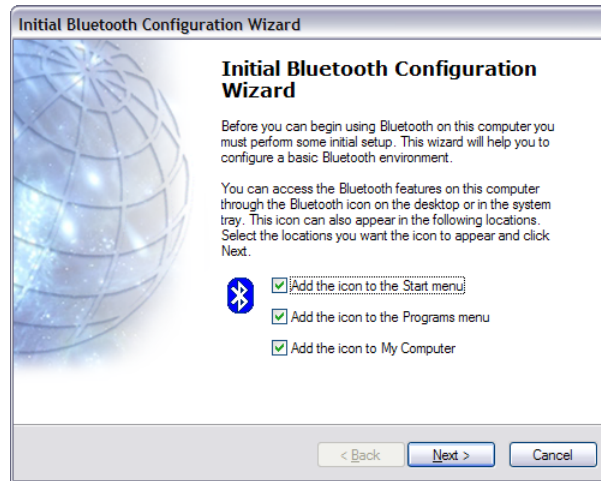 Initial Bluetooth Configuration Wizard
Initial Bluetooth Configuration
Wizard
Before you can begin using Bluetooth on this computer you
must perform some initial setup. This wizard will help you to
configure a basic Bluetooth environment.
You can access the Bluetooth features on this computer
through the Bluetooth icon on the desktop or in the system
tray. This icon can also appear in the following locations.
Select the locations you want the icon to appear and click
Next.
Add the icon to the Start menu
Add the icon to the Programs menu
Add the icon to My Computer
< Back Next > Cancel